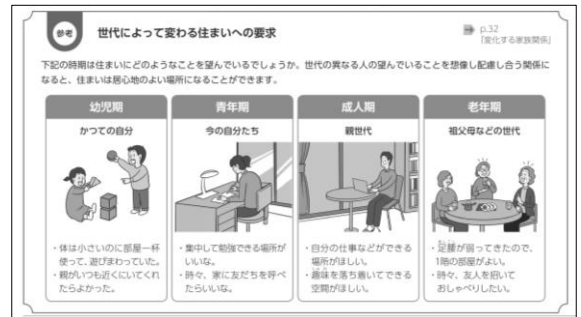 参考
世代によって変わる住まいへの要求
p.32
「変化する家族関係」
下記の時期は住まいにどのようなことを望んでいるでしょうか。世代の異なる人の望んでいることを想像し配慮し合う関係に
なると、住まいは居心地のよい場所になることができます。
幼児期
かつての自分
・体は小さいのに部屋一杯
使って、遊びまわっていた。
・親がいつも近くにいてくれ
たらよかった。
青年期
今の自分たち
・集中して勉強できる場所が
いいな。
・時々、家に友だちを呼べ
たらいいな。
成人期
親世代
・自分の仕事などができる
場所がほしい。
・趣味を落ち着いてできる
空間がほしい。
老年期
祖父母などの世代
・足腰が弱ってきたので、
1階の部屋がよい。
・時々、友人を招いて
おしゃべりしたい。